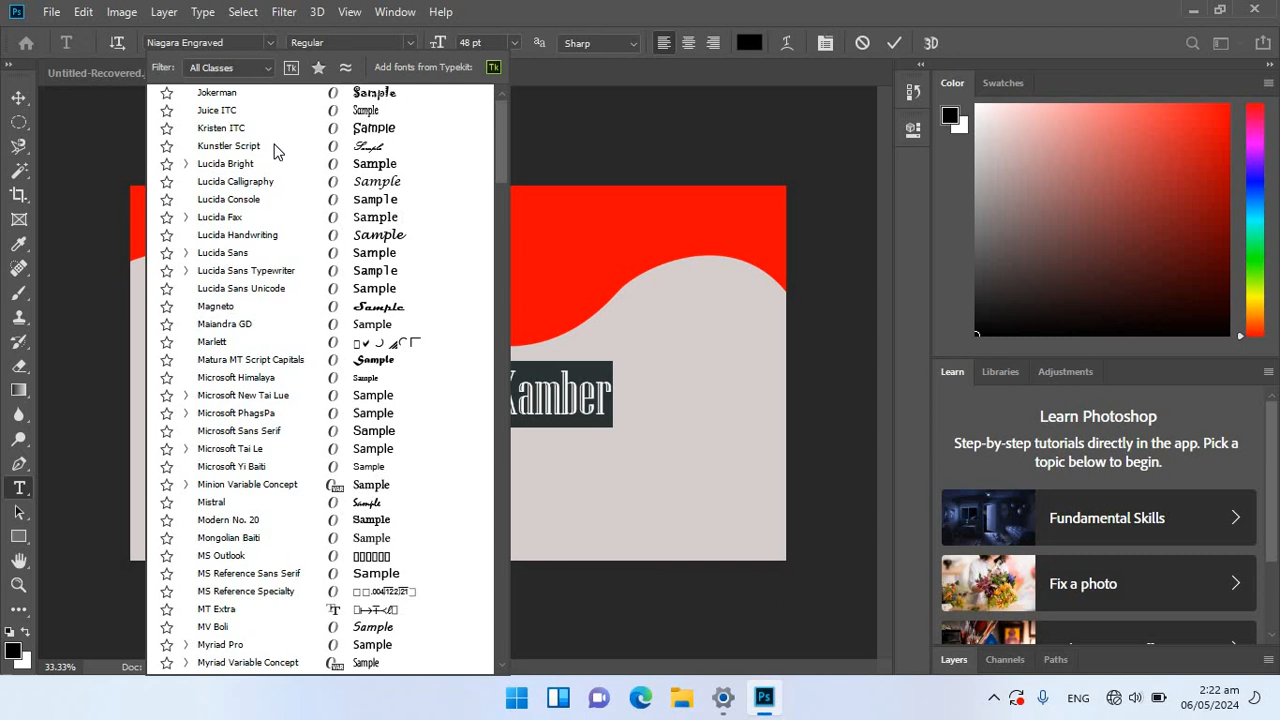 Ps File Edit Image Layer Type Select Filter 3D View Window Help
T Niagara Engraved Regular 48 pt Sharp 3D
Untitled-Recovered. Filter: All Classes Tk Add fonts from Typekit: Tk
Color Swatches
Jokerman Sample
Juice ITC Sample
Kristen ITC Sample
Kunstler Script Sample
Lucida Bright Sample
Lucida Calligraphy Sample
Lucida Console Sample
Lucida Fax Sample
Lucida Handwriting Sample
Lucida Sans Sample
Lucida Sans Typewriter Sample
Lucida Sans Unicode Sample
Magneto Sample
Maiandra GD Sample
Marlett
Matura MT Script Capitals Sample
Microsoft Himalaya Sample
Microsoft New Tai Lue Sample
Microsoft PhagsPa Sample
Microsoft Sans Serif Sample
Microsoft Tai Le Sample
Microsoft Yi Baiti Sample
Minion Variable Concept Sample
Mistral Sample
Modern No. 20 Sample
Mongolian Baiti Sample
MS Outlook
MS Reference Sans Serif Sample
MS Reference Specialty
MT Extra
MV Boli Sample
Myriad Pro Sample
Myriad Variable Concept Sample
Kamber
Learn Libraries Adjustments
Learn Photoshop
Step-by-step tutorials directly in the app. Pick a
topic below to begin.
Fundamental Skills
Fix a photo
Layers Channels Paths
33.33% Doc:
Ps ENG 2:22 am
06/05/2024